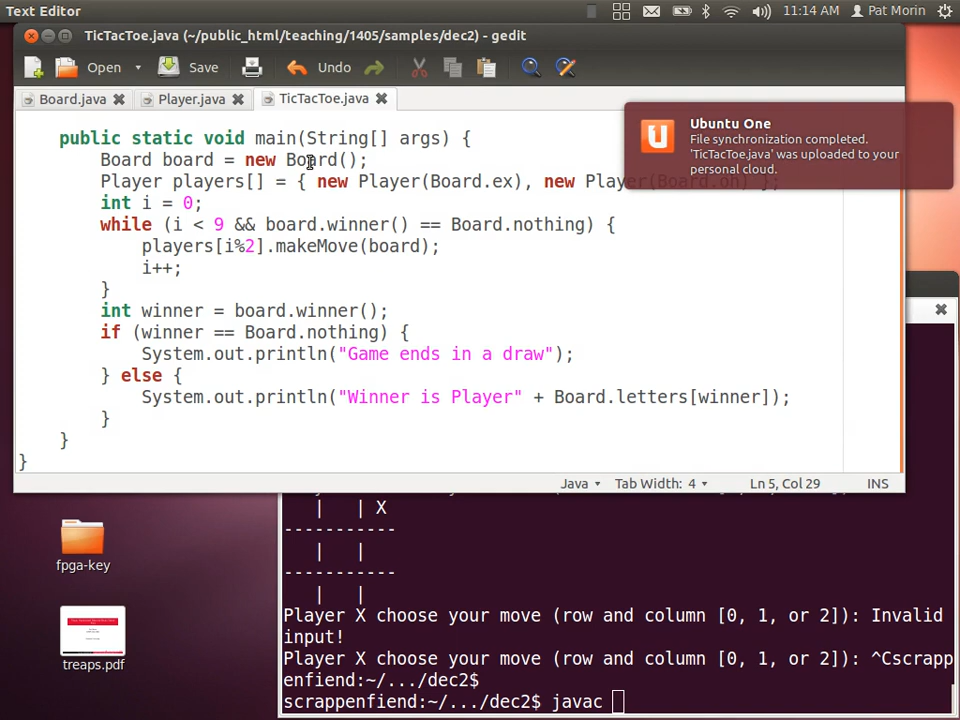 Text Editor
11:14 AM
Pat Morin
TicTacToe.java (~/public_html/teaching/1405/samples/dec2) - gedit
Open
Save
Undo
Board.java
Player.java
TicTacToe.java
Ubuntu One
File synchronization completed.
'TicTacToe.java' was uploaded to your
personal cloud.
public static void main(String[] args) {
Board board = new Board();
Player players[] = { new Player(Board.ex), new Player(Board.oh) };
int i = 0;
while (i < 9 && board.winner() == Board.nothing) {
players[i%2].makeMove(board);
i++;
}
int winner = board.winner();
if (winner == Board.nothing) {
System.out.println("Game ends in a draw");
} else {
System.out.println("Winner is Player" + Board.letters[winner]);
}
}
}
Java
Tab Width: 4
Ln 5, Col 29
INS
fpga-key
treaps.pdf
|   | X
-----------
|   |
-----------
|   |
Player X choose your move (row and column [0, 1, or 2]): Invalid
input!
Player X choose your move (row and column [0, 1, or 2]): ^Cscrapp
enfiend:~/.../dec2$
scrappenfiend:~/.../dec2$ javac